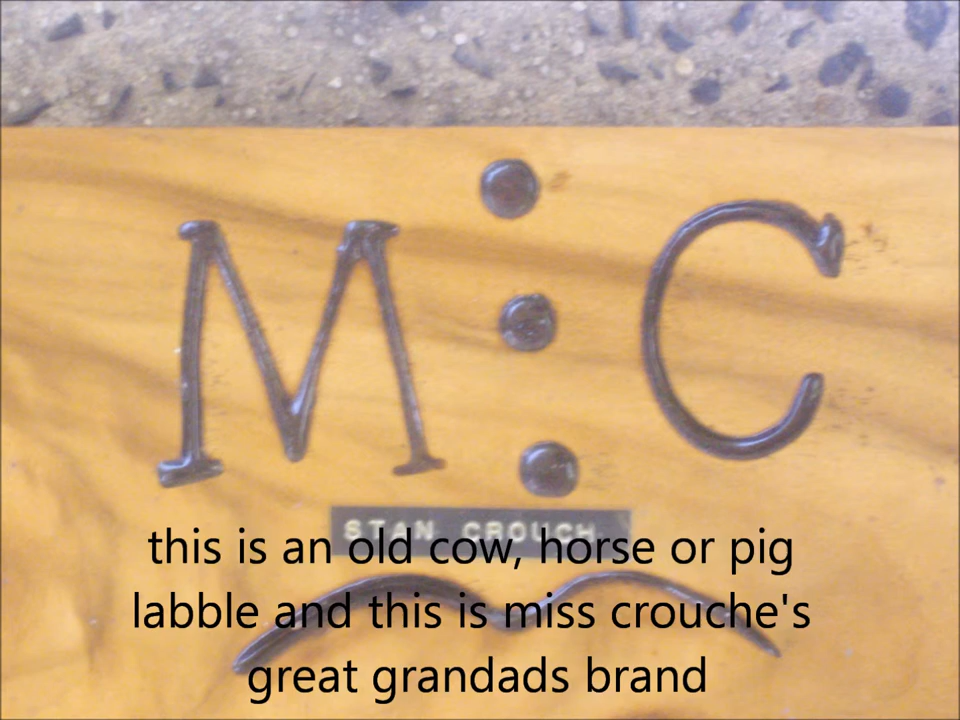 M C
STAN CROUCH
this is an old cow, horse or pig
labble and this is miss crouche's
great grandads brand